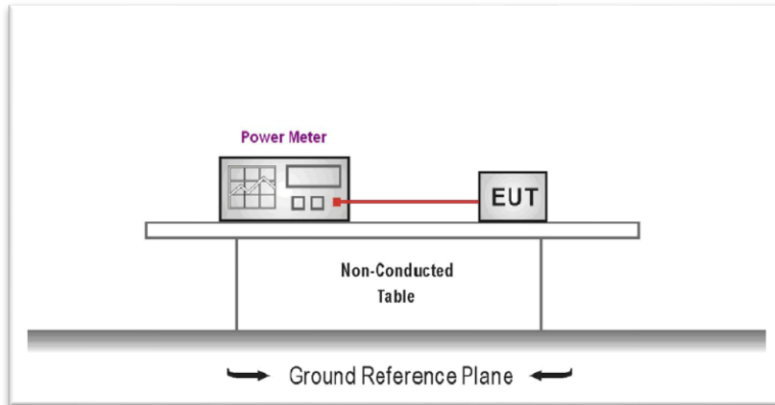 Power Meter
EUT
Non-Conducted
Table
Ground Reference Plane